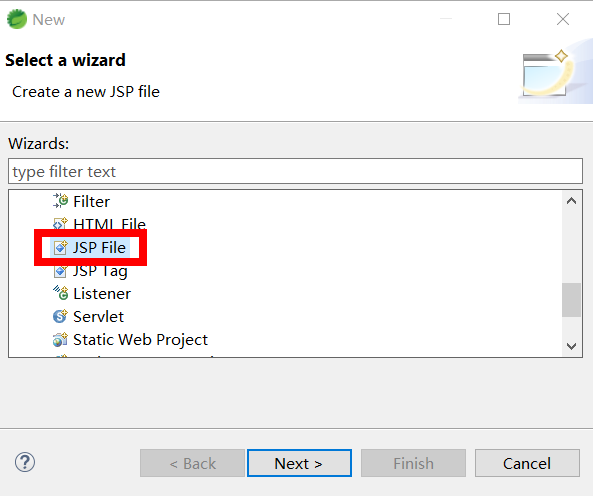 New
Select a wizard
Create a new JSP file
Wizards:
type filter text
Filter
HTML File
JSP File
JSP Tag
Listener
Servlet
Static Web Project
?
< Back
Next >
Finish
Cancel